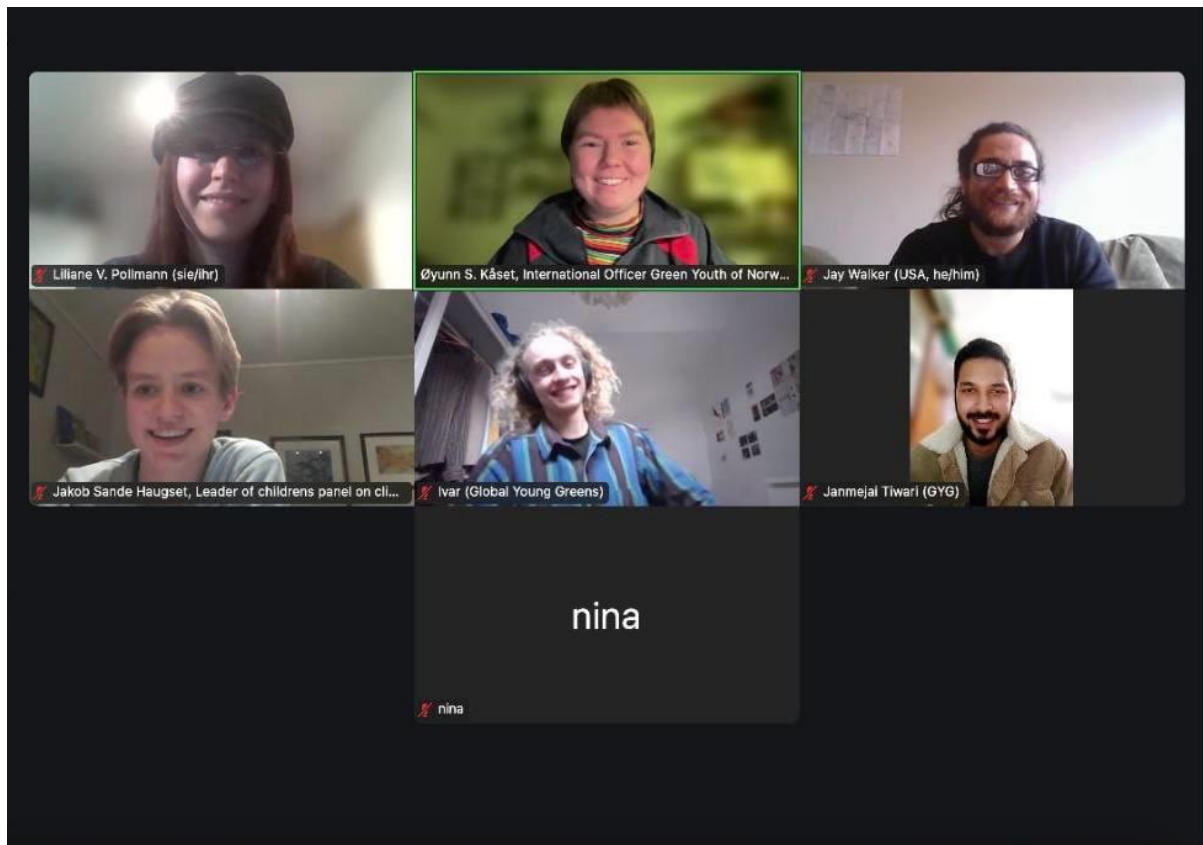 Liliane V. Pollmann (sie/ihr)
Øyunn S. Kåset, International Officer Green Youth of Norw...
Jay Walker (USA, he/him)
Jakob Sande Haugset, Leader of childrens panel on cli...
Ivar (Global Young Greens)
Janmejai Tiwari (GYG)
nina
nina